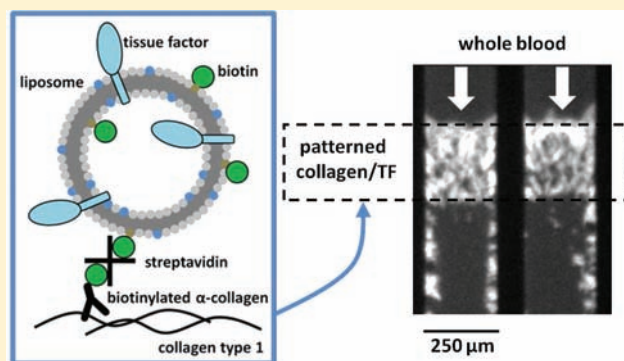 tissue factor
liposome
biotin
streptavidin
biotinylated α-collagen
collagen type 1
whole blood
patterned
collagen/TF
250 μm